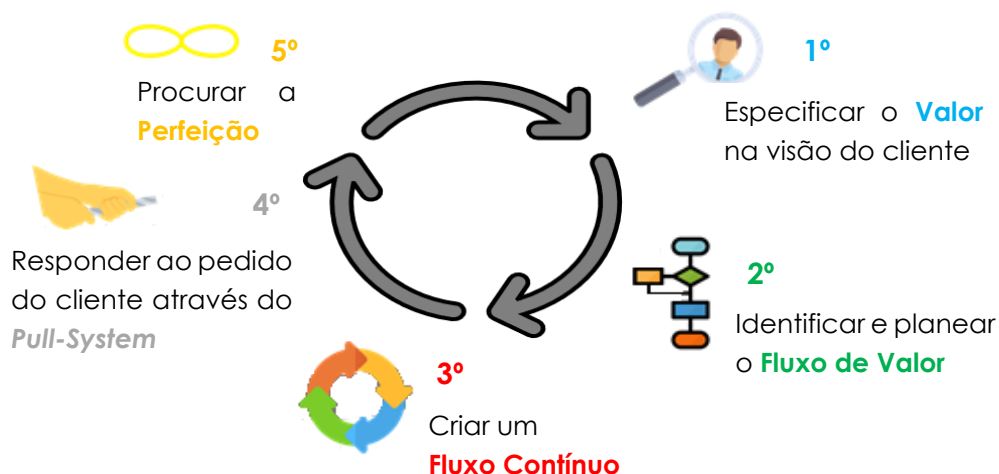 1º
Especificar o Valor
na visão do cliente
2º
Identificar e planear
o Fluxo de Valor
3º
Criar um
Fluxo Contínuo
4º
Responder ao pedido
do cliente através do
Pull-System
5º
Procurar a
Perfeição